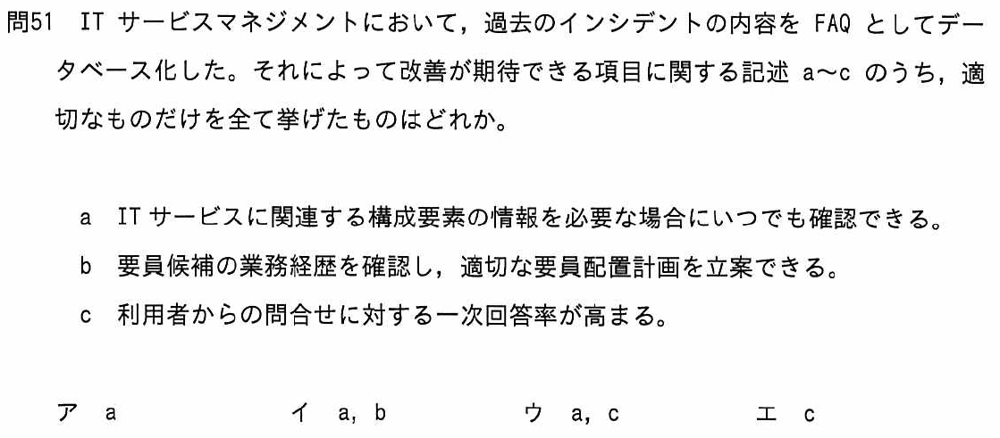 問51 IT サービスマネジメントにおいて，過去のインシデントの内容を FAQ としてデー
タベース化した。それによって改善が期待できる項目に関する記述 a～c のうち，適
切なものだけを全て挙げたものはどれか。
a IT サービスに関連する構成要素の情報を必要な場合にいつでも確認できる。
b 要員候補の業務経歴を確認し，適切な要員配置計画を立案できる。
c 利用者からの問合せに対する一次回答率が高まる。
ア a イ a, b ウ a, c エ c